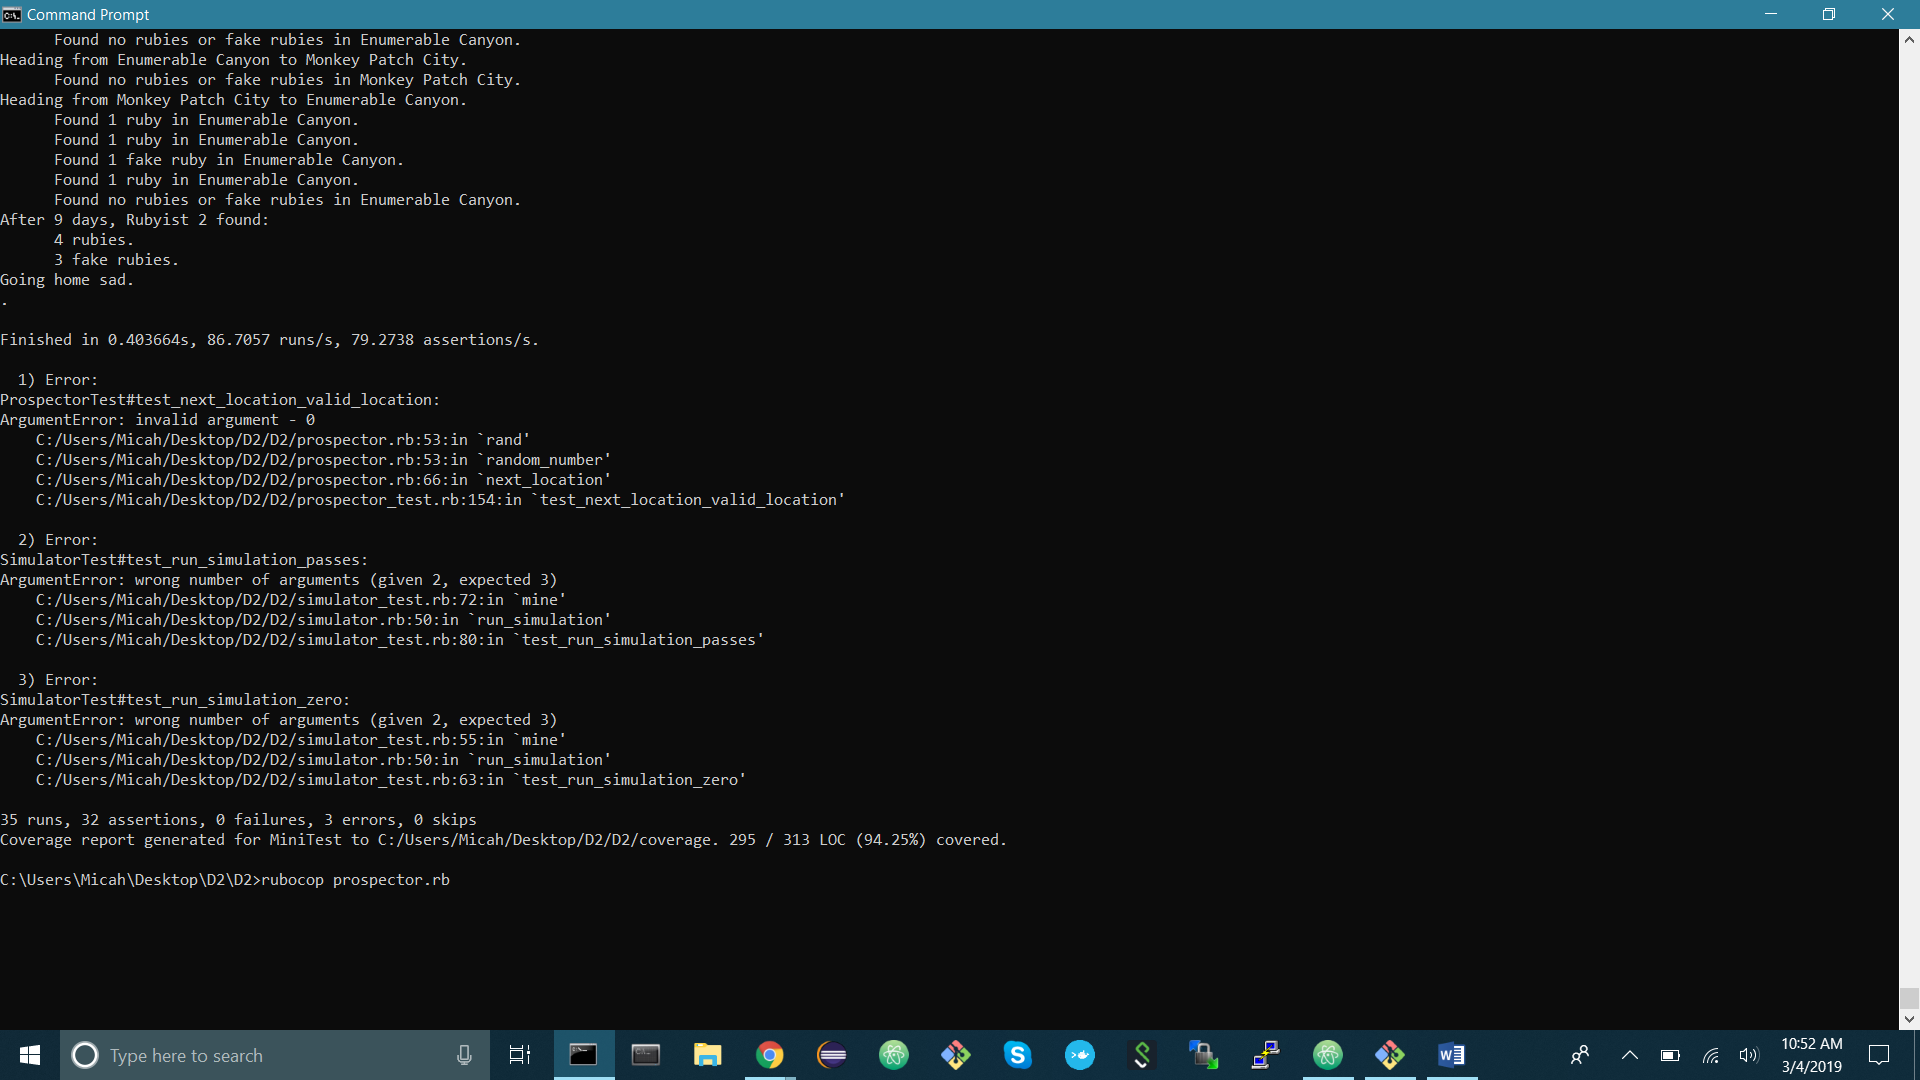 Command Prompt
Found no rubies or fake rubies in Enumerable Canyon.
Heading from Enumerable Canyon to Monkey Patch City.
Found no rubies or fake rubies in Monkey Patch City.
Heading from Monkey Patch City to Enumerable Canyon.
Found 1 ruby in Enumerable Canyon.
Found 1 ruby in Enumerable Canyon.
Found 1 fake ruby in Enumerable Canyon.
Found 1 ruby in Enumerable Canyon.
Found no rubies or fake rubies in Enumerable Canyon.
After 9 days, Rubyist 2 found:
4 rubies.
3 fake rubies.
Going home sad.
.
Finished in 0.403664s, 86.7057 runs/s, 79.2738 assertions/s.
1) Error:
ProspectorTest#test_next_location_valid_location:
ArgumentError: invalid argument - 0
C:/Users/Micah/Desktop/D2/D2/prospector.rb:53:in `rand'
C:/Users/Micah/Desktop/D2/D2/prospector.rb:53:in `random_number'
C:/Users/Micah/Desktop/D2/D2/prospector.rb:66:in `next_location'
C:/Users/Micah/Desktop/D2/D2/prospector_test.rb:154:in `test_next_location_valid_location'
2) Error:
SimulatorTest#test_run_simulation_passes:
ArgumentError: wrong number of arguments (given 2, expected 3)
C:/Users/Micah/Desktop/D2/D2/simulator_test.rb:72:in `mine'
C:/Users/Micah/Desktop/D2/D2/simulator.rb:50:in `run_simulation'
C:/Users/Micah/Desktop/D2/D2/simulator_test.rb:80:in `test_run_simulation_passes'
3) Error:
SimulatorTest#test_run_simulation_zero:
ArgumentError: wrong number of arguments (given 2, expected 3)
C:/Users/Micah/Desktop/D2/D2/simulator_test.rb:55:in `mine'
C:/Users/Micah/Desktop/D2/D2/simulator.rb:50:in `run_simulation'
C:/Users/Micah/Desktop/D2/D2/simulator_test.rb:63:in `test_run_simulation_zero'
35 runs, 32 assertions, 0 failures, 3 errors, 0 skips
Coverage report generated for MiniTest to C:/Users/Micah/Desktop/D2/D2/coverage. 295 / 313 LOC (94.25%) covered.
C:\Users\Micah\Desktop\D2\D2>rubocop prospector.rb
Type here to search
10:52 AM
3/4/2019